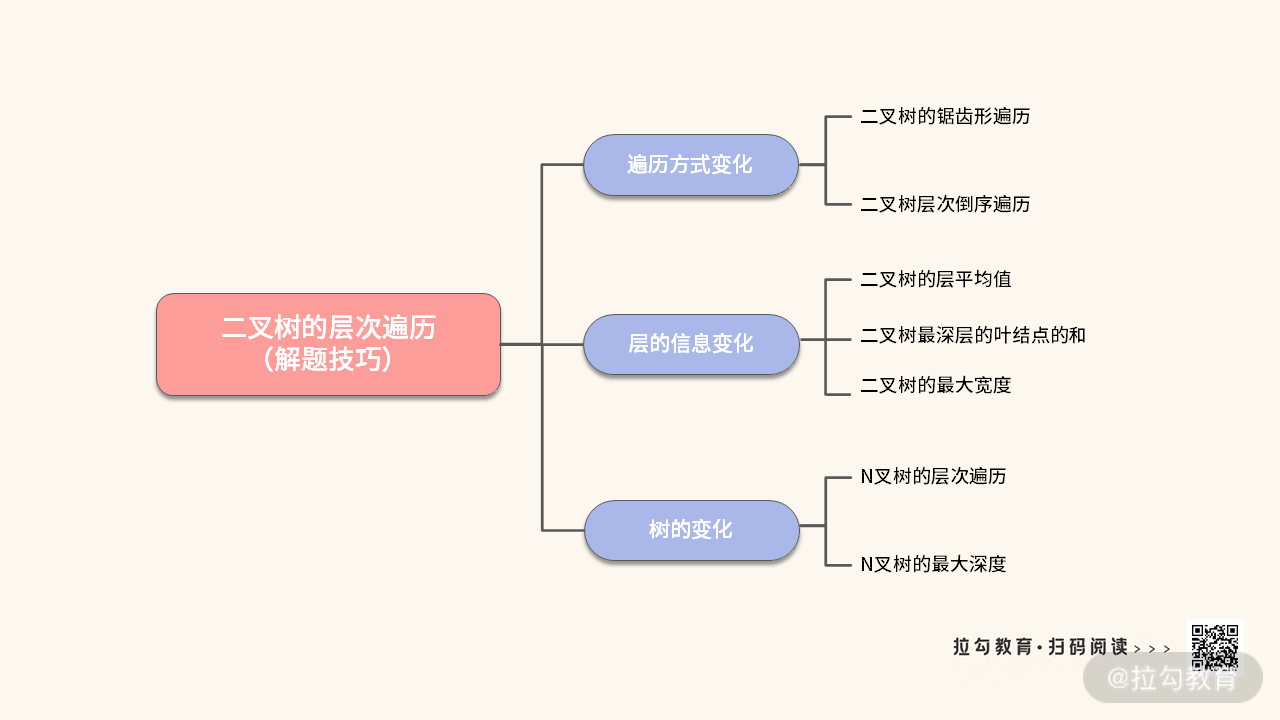 二叉树的层次遍历
（解题技巧）
遍历方式变化
二叉树的锯齿形遍历
二叉树层次倒序遍历
层的信息变化
二叉树的层平均值
二叉树最深层的叶结点的和
二叉树的最大宽度
树的变化
N叉树的层次遍历
N叉树的最大深度
拉勾教育·扫码阅读>>>
@拉勾教育